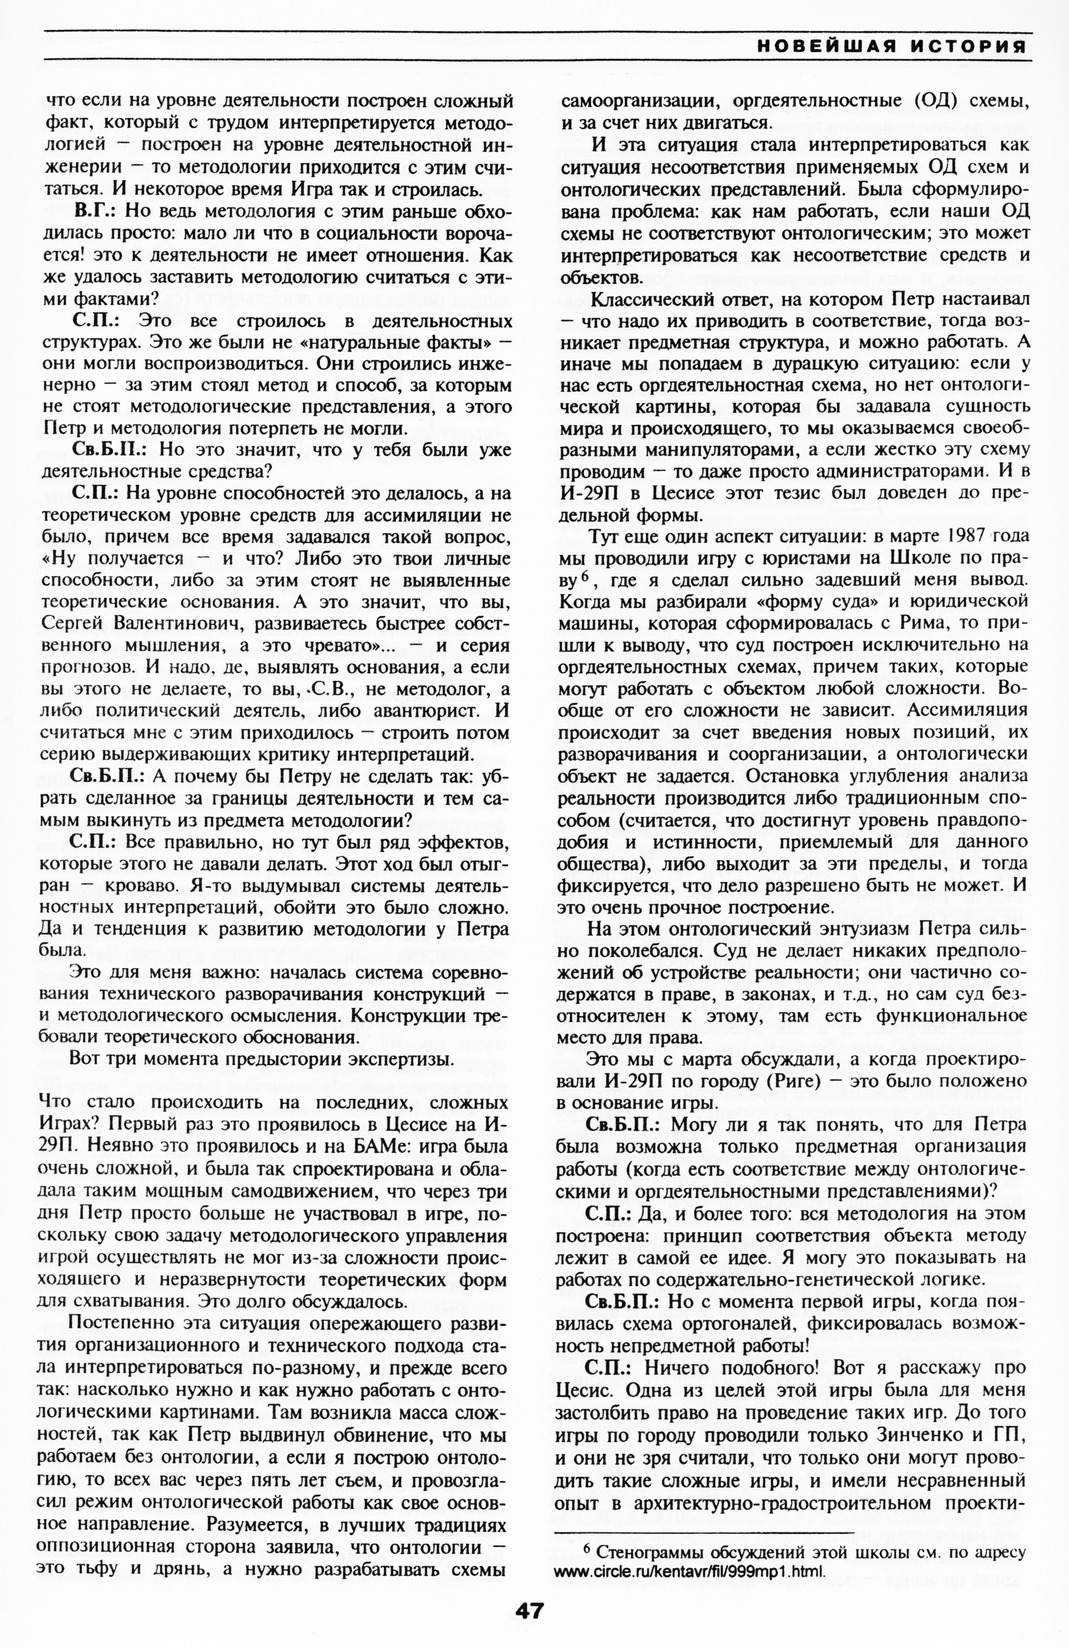 НОВЕЙШАЯ ИСТОРИЯ
что если на уровне деятельности построен сложный
факт, который с трудом интерпретируется методо-
логией — построен на уровне деятельностной ин-
женерии — то методологии приходится с этим счи-
таться. И некоторое время Игра так и строилась.
В.Г.: Но ведь методология с этим раньше обхо-
дилась просто: мало ли что в социальности вороча-
ется! это к деятельности не имеет отношения. Как
же удалось заставить методологию считаться с эти-
ми фактами?
С.П.: Это все строилось в деятельностных
структурах. Это же были не «натуральные факты» —
они могли воспроизводиться. Они строились инже-
нерно — за этим стоял метод и способ, за которым
не стоят методологические представления, а этого
Петр и методология потерпеть не могли.
Св.Б.П.: Но это значит, что у тебя были уже
деятельностные средства?
С.П.: На уровне способностей это делалось, а на
теоретическом уровне средств для ассимиляции не
было, причем все время задавался такой вопрос,
«Ну получается — и что? Либо это твои личные
способности, либо за этим стоят не выявленные
теоретические основания. А это значит, что вы,
Сергей Валентинович, развиваетесь быстрее собст-
венного мышления, а это чревато»... — и серия
прогнозов. И надо, де, выявлять основания, а если
вы этого не делаете, то вы, С.В., не методолог, а
либо политический деятель, либо авантюрист. И
считаться мне с этим приходилось — строить потом
серию выдерживающих критику интерпретаций.
Св.Б.П.: А почему бы Петру не сделать так: уб-
рать сделанное за границы деятельности и тем са-
мым выкинуть из предмета методологии?
С.П.: Все правильно, но тут был ряд эффектов,
которые этого не давали делать. Этот ход был отыг-
ран — кроваво. Я-то выдумывал системы деятель-
ностных интерпретаций, обойти это было сложно.
Да и тенденция к развитию методологии у Петра
была.
Это для меня важно: началась система соревно-
вания технического разворачивания конструкций —
и методологического осмысления. Конструкции тре-
бовали теоретического обоснования.
Вот три момента предыстории экспертизы.
Что стало происходить на последних, сложных
Играх? Первый раз это проявилось в Цесисе на И-
29П. Неявно это проявилось и на БАМе: игра была
очень сложной, и была так спроектирована и обла-
дала таким мощным самодвижением, что через три
дня Петр просто больше не участвовал в игре, по-
скольку свою задачу методологического управления
игрой осуществлять не мог из-за сложности проис-
ходящего и неразвернутости теоретических форм
для схватывания. Это долго обсуждалось.
Постепенно эта ситуация опережающего разви-
тия организационного и технического подхода ста-
ла интерпретироваться по-разному, и прежде всего
так: насколько нужно и как нужно работать с онто-
логическими картинами. Там возникла масса слож-
ностей, так как Петр выдвинул обвинение, что мы
работаем без онтологии, а если я построю онтоло-
гию, то всех вас через пять лет съем, и провозгла-
сил режим онтологической работы как свое основ-
ное направление. Разумеется, в лучших традициях
оппозиционная сторона заявила, что онтологии —
это тьфу и дрянь, а нужно разрабатывать схемы
самоорганизации, оргдеятельностные (ОД) схемы,
и за счет них двигаться.
И эта ситуация стала интерпретироваться как
ситуация несоответствия применяемых ОД схем и
онтологических представлений. Была сформулиро-
вана проблема: как нам работать, если наши ОД
схемы не соответствуют онтологическим; это может
интерпретироваться как несоответствие средств и
объектов.
Классический ответ, на котором Петр настаивал
— что надо их приводить в соответствие, тогда воз-
никает предметная структура, и можно работать. А
иначе мы попадаем в дурацкую ситуацию: если у
нас есть оргдеятельностная схема, но нет онтологи-
ческой картины, которая бы задавала сущность
мира и происходящего, то мы оказываемся своеоб-
разными манипуляторами, а если жестко эту схему
проводим — то даже просто администраторами. И в
И-29П в Цесисе этот тезис был доведен до пре-
дельной формы.
Тут еще один аспект ситуации: в марте 1987 года
мы проводили игру с юристами на Школе по пра-
ву⁶, где я сделал сильно задевший меня вывод.
Когда мы разбирали «форму суда» и юридической
машины, которая сформировалась с Рима, то при-
шли к выводу, что суд построен исключительно на
оргдеятельностных схемах, причем таких, которые
могут работать с объектом любой сложности. Во-
обще от его сложности не зависит. Ассимиляция
происходит за счет введения новых позиций, их
разворачивания и соорганизации, а онтологически
объект не задается. Остановка углубления анализа
реальности производится либо традиционным спо-
собом (считается, что достигнут уровень правдопо-
добия и истинности, приемлемый для данного
общества), либо выходит за эти пределы, и тогда
фиксируется, что дело разрешено быть не может. И
это очень прочное построение.
На этом онтологический энтузиазм Петра силь-
но поколебался. Суд не делает никаких предполо-
жений об устройстве реальности; они частично со-
держатся в праве, в законах, и т.д., но сам суд без-
относителен к этому, там есть функциональное
место для права.
Это мы с марта обсуждали, а когда проектиро-
вали И-29П по городу (Риге) — это было положено
в основание игры.
Св.Б.П.: Могу ли я так понять, что для Петра
была возможна только предметная организация
работы (когда есть соответствие между онтологиче-
скими и оргдеятельностными представлениями)?
С.П.: Да, и более того: вся методология на этом
построена: принцип соответствия объекта методу
лежит в самой ее идее. Я могу это показывать на
работах по содержательно-генетической логике.
Св.Б.П.: Но с момента первой игры, когда поя-
вилась схема ортогоналей, фиксировалась возмож-
ность непредметной работы!
С.П.: Ничего подобного! Вот я расскажу про
Цесис. Одна из целей этой игры была для меня
застолбить право на проведение таких игр. До того
игры по городу проводили только Зинченко и ГП,
и они не зря считали, что только они могут прово-
дить такие сложные игры, и имели несравненный
опыт в архитектурно-градостроительном проекти-
⁶ Стенограммы обсуждений этой школы см. по адресу
www.circle.ru/kentavr/fil/999mp1.html.
47